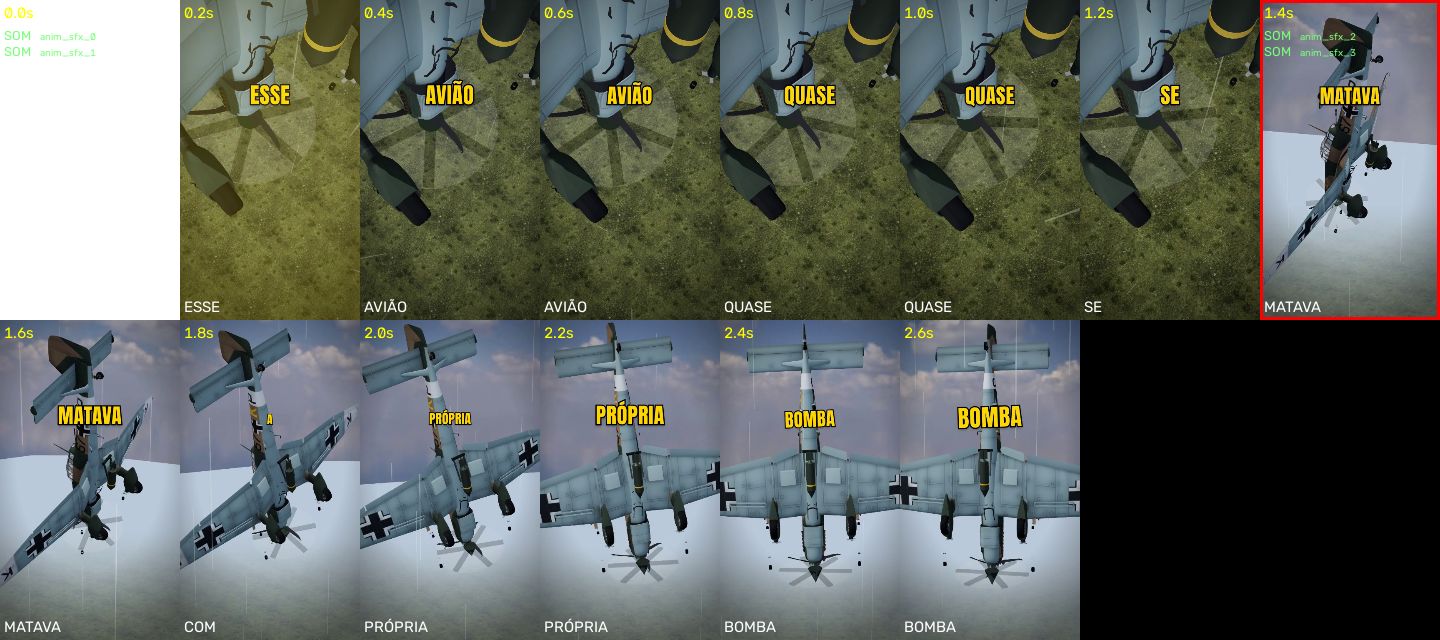 0.0s
SOM anim_sfx_0
SOM anim_sfx_1
0.2s
ESSE
ESSE
0.4s
AVIÃO
AVIÃO
0.6s
AVIÃO
AVIÃO
0.8s
QUASE
QUASE
1.0s
QUASE
QUASE
1.2s
SE
SE
1.4s
SOM anim_sfx_2
SOM anim_sfx_3
MATAVA
MATAVA
1.6s
MATAVA
MATAVA
1.8s
A
COM
2.0s
PRÓPRIA
PRÓPRIA
2.2s
PRÓPRIA
PRÓPRIA
2.4s
BOMBA
BOMBA
2.6s
BOMBA
BOMBA